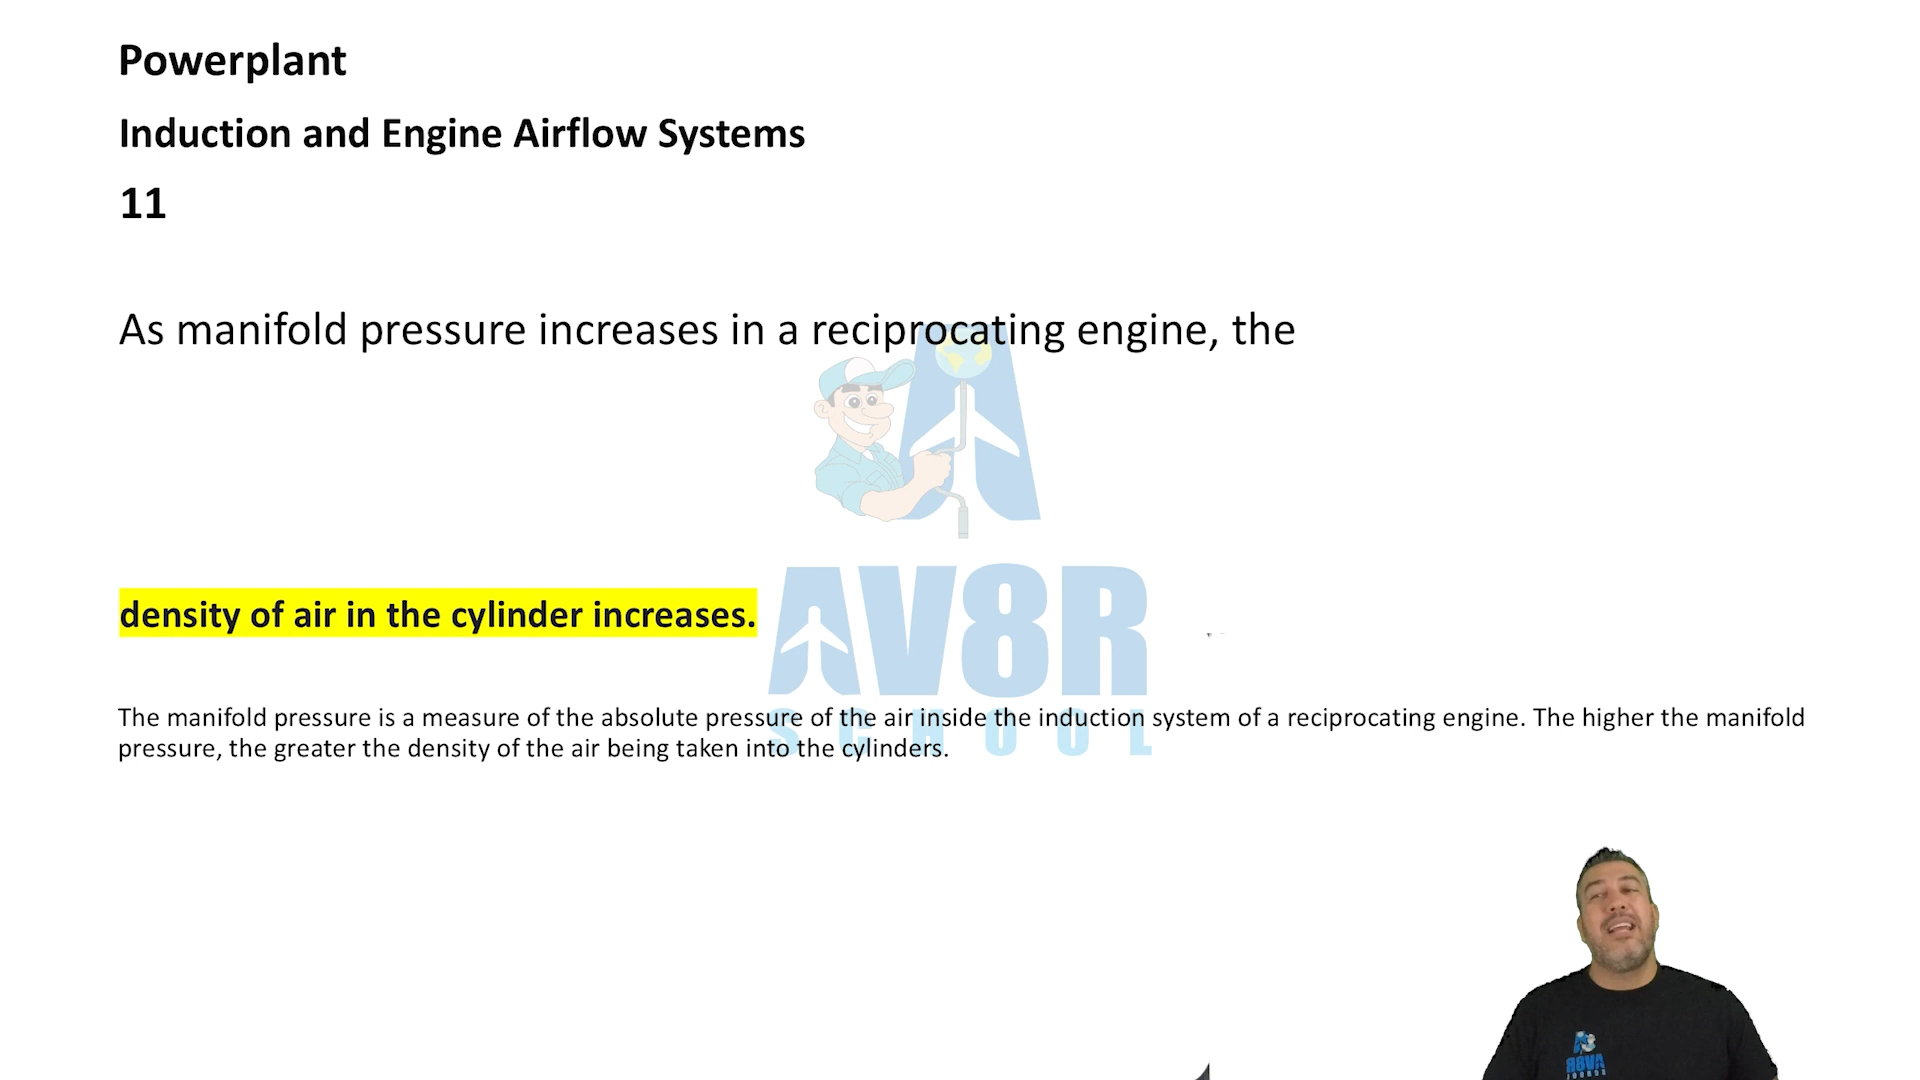 Powerplant
Induction and Engine Airflow Systems
11
As manifold pressure increases in a reciprocating engine, the
density of air in the cylinder increases.
AV8R
SCHOOL
The manifold pressure is a measure of the absolute pressure of the air inside the induction system of a reciprocating engine. The higher the manifold
pressure, the greater the density of the air being taken into the cylinders.